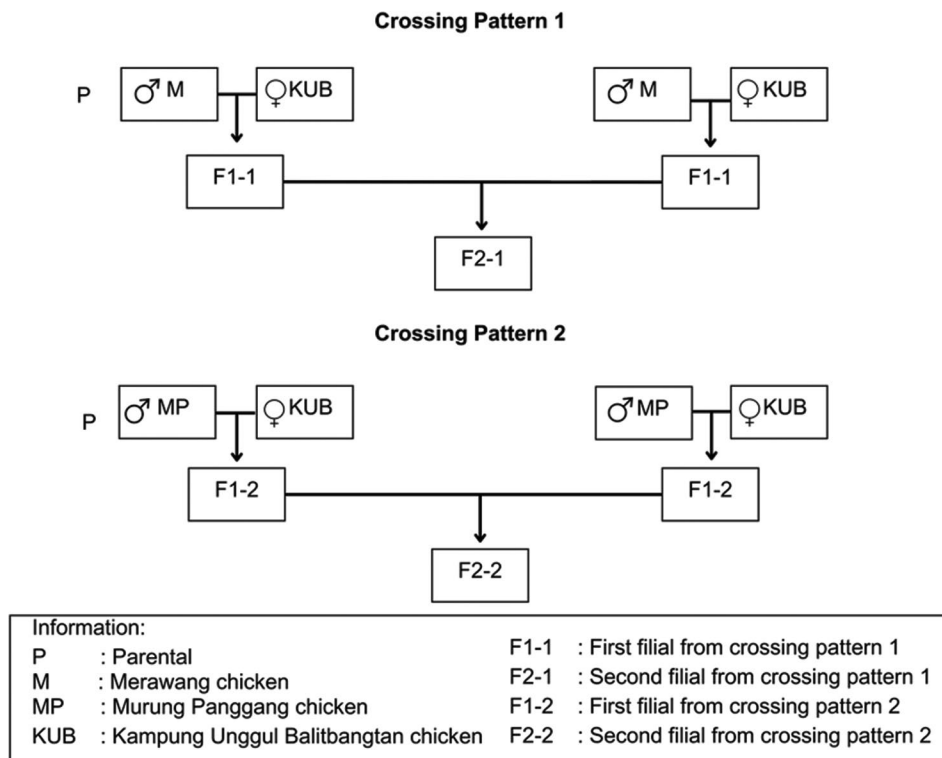 Crossing Pattern 1
P ♂ M ♀ KUB ♂ M ♀ KUB
F1-1 F1-1
F2-1
Crossing Pattern 2
P ♂ MP ♀ KUB ♂ MP ♀ KUB
F1-2 F1-2
F2-2
Information:
P : Parental
M : Merawang chicken
MP : Murung Panggang chicken
KUB : Kampung Unggul Balitbangtan chicken
F1-1 : First filial from crossing pattern 1
F2-1 : Second filial from crossing pattern 1
F1-2 : First filial from crossing pattern 2
F2-2 : Second filial from crossing pattern 2